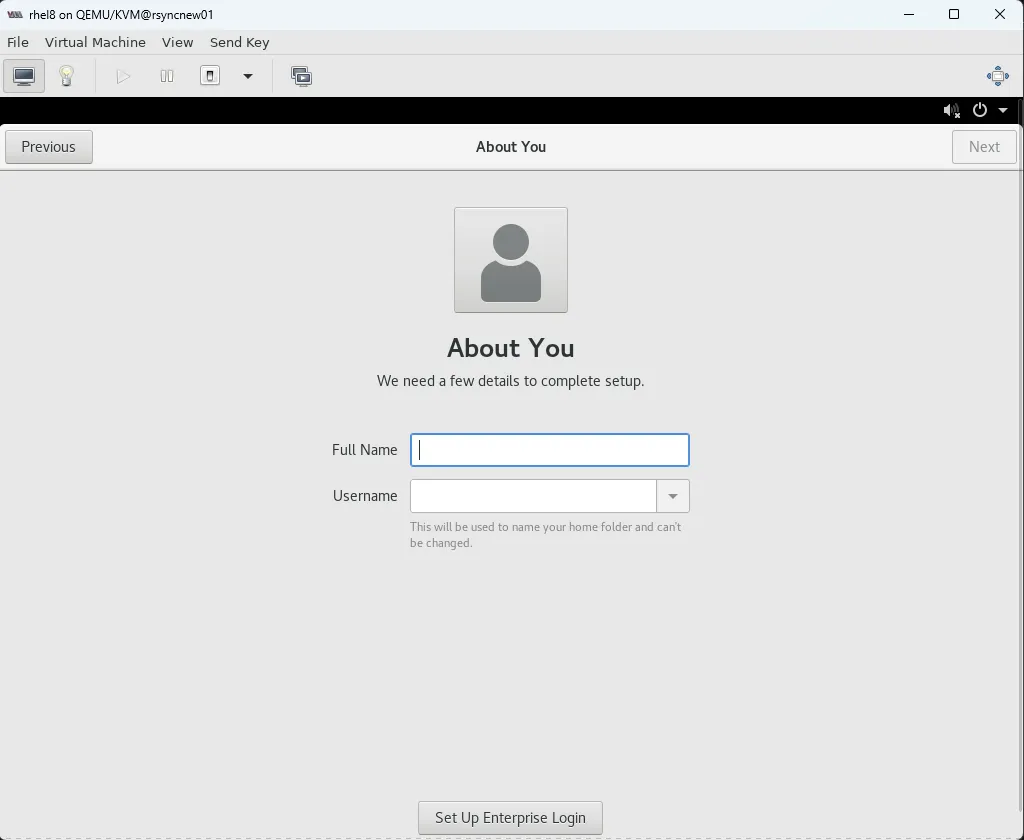 rhel8 on QEMU/KVM@rsyncnew01
File Virtual Machine View Send Key
Previous About You Next
About You
We need a few details to complete setup.
Full Name
Username
This will be used to name your home folder and can't
be changed.
Set Up Enterprise Login